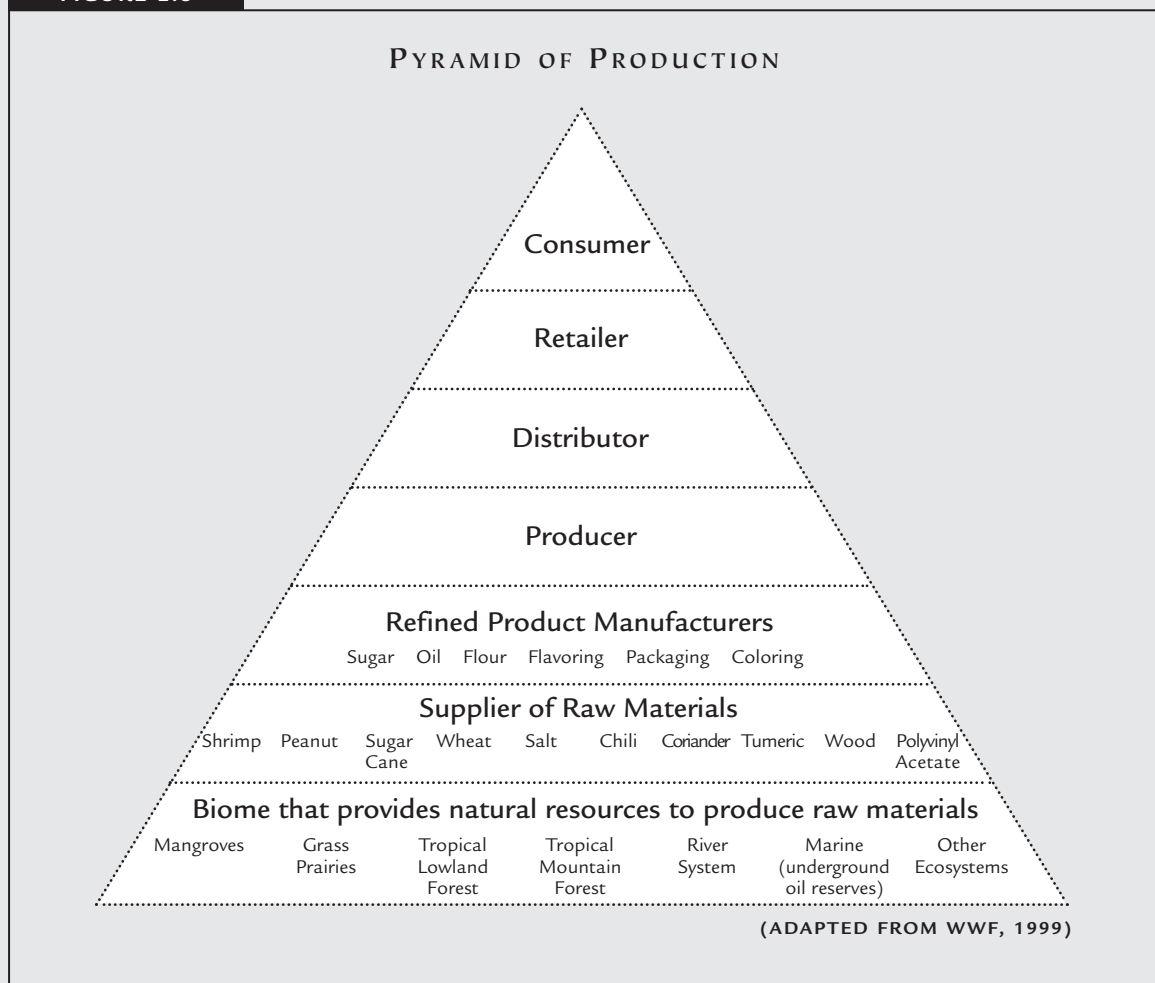 PYRAMID OF PRODUCTION
Consumer
Retailer
Distributor
Producer
Refined Product Manufacturers
Sugar Oil Flour Flavoring Packaging Coloring
Supplier of Raw Materials
Shrimp Peanut Sugar Wheat Salt Chili Coriander Tumeric Wood Polyvinyl
Cane Acetate
Biome that provides natural resources to produce raw materials
Mangroves Grass Tropical Tropical River Marine Other
Prairies Lowland Mountain System (underground Ecosystems
Forest Forest oil reserves)
(ADAPTED FROM WWF, 1999)